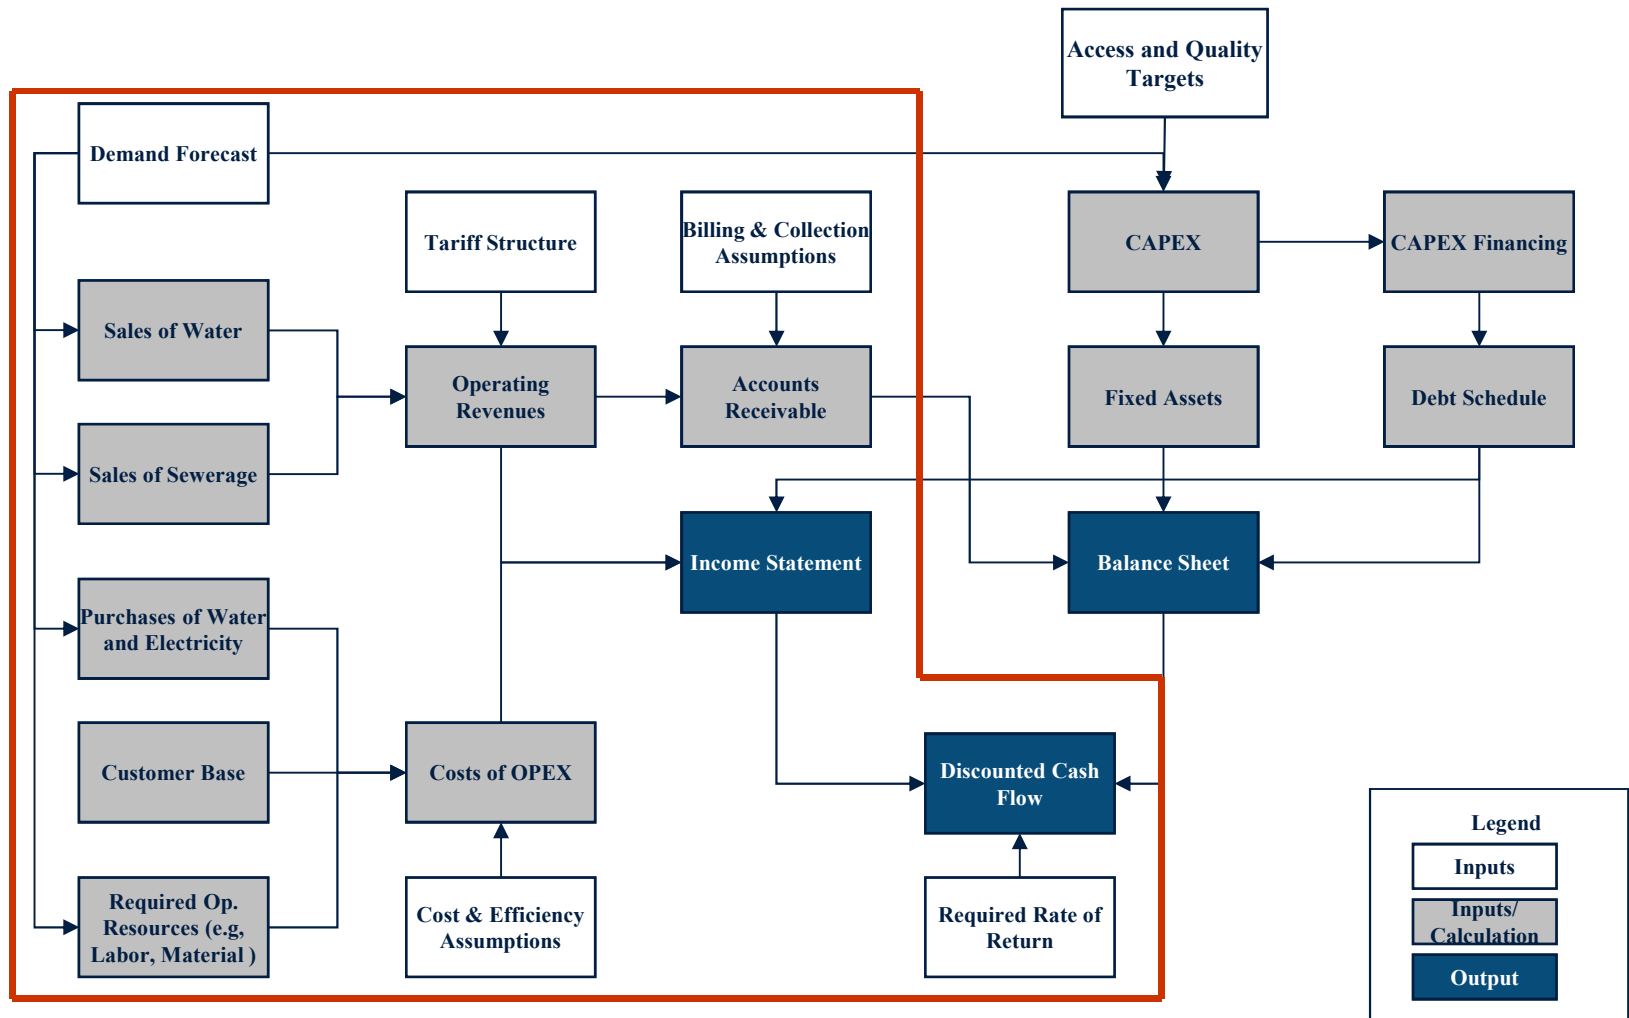 Access and Quality
Targets
Demand Forecast
Tariff Structure
Billing & Collection
Assumptions
CAPEX
CAPEX Financing
Sales of Water
Operating
Revenues
Accounts
Receivable
Fixed Assets
Debt Schedule
Sales of Sewerage
Income Statement
Balance Sheet
Purchases of Water
and Electricity
Customer Base
Costs of OPEX
Discounted Cash
Flow
Required Op.
Resources (e.g,
Labor, Material )
Cost & Efficiency
Assumptions
Required Rate of
Return
Legend
Inputs
Inputs/
Calculation
Output